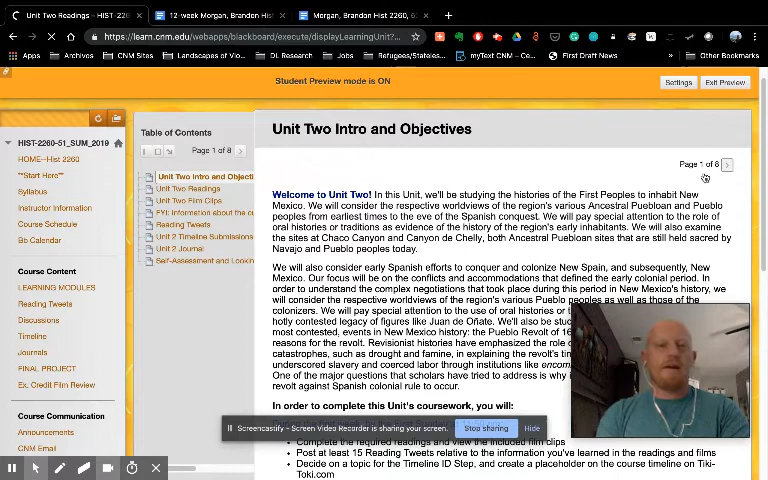 Unit Two Readings – HIST-226
12-week Morgan, Brandon Hist
Morgan, Brandon Hist 2260, 6
https://learn.cnm.edu/webapps/blackboard/execute/displayLearningUnit?...
Apps
Archivos
CNM Sites
Landscapes of Vio...
DL Research
Jobs
Refugees/Stateles...
myText CNM – Ce...
First Draft News
»
Other Bookmarks
Student Preview mode is ON
Settings
Exit Preview
HIST-2260-51_SUM_2019
HOME--Hist 2260
**Start Here**
Syllabus
Instructor Information
Course Schedule
Bb Calendar
Course Content
LEARNING MODULES
Reading Tweets
Discussions
Timeline
Journals
FINAL PROJECT
Ex. Credit Film Review
Course Communication
Announcements
CNM Email
Table of Contents
Page 1 of 8
Unit Two Intro and Objecti
Unit Two Readings
Unit Two Film Clips
FYI: Information about the cu
Reading Tweets
Unit 2 Timeline Submissions
Unit 2 Journal
Self-Assessment and Lookin
Unit Two Intro and Objectives
Page 1 of 8
Welcome to Unit Two! In this Unit, we'll be studying the histories of the First Peoples to inhabit New
Mexico. We will consider the respective worldviews of the region's various Ancestral Puebloan and Pueblo
peoples from earliest times to the eve of the Spanish conquest. We will pay special attention to the role of
oral histories or traditions as evidence of the history of the region's early inhabitants. We will also examine
the sites at Chaco Canyon and Canyon de Chelly, both Ancestral Puebloan sites that are still held sacred by
Navajo and Pueblo peoples today.
We will also consider early Spanish efforts to conquer and colonize New Spain, and subsequently, New
Mexico. Our focus will be on the conflicts and accommodations that defined the early colonial period. In
order to understand the complex negotiations that took place during this period in New Mexico's history, we
will consider the respective worldviews of the region's various Pueblo peoples as well as those of the
colonizers. We will pay special attention to the use of oral histories or t
hotly contested legacy of figures like Juan de Oñate. We'll also be stud
most contested, events in New Mexico history: the Pueblo Revolt of 16
reasons for the revolt. Revisionist histories have emphasized the role o
catastrophes, such as drought and famine, in explaining the revolt's tin
underscored slavery and coerced labor through institutions like encom
One of the major questions that scholars have tried to address is why i
revolt against Spanish colonial rule to occur.
In order to complete this Unit's coursework, you will:
Screencastify - Screen Video Recorder is sharing your screen.
Stop sharing
Hide
Complete the required readings and view the included film clips
Post at least 15 Reading Tweets relative to the information you've learned in the readings and films
Decide on a topic for the Timeline ID Step, and create a placeholder on the course timeline on Tiki-
Toki.com